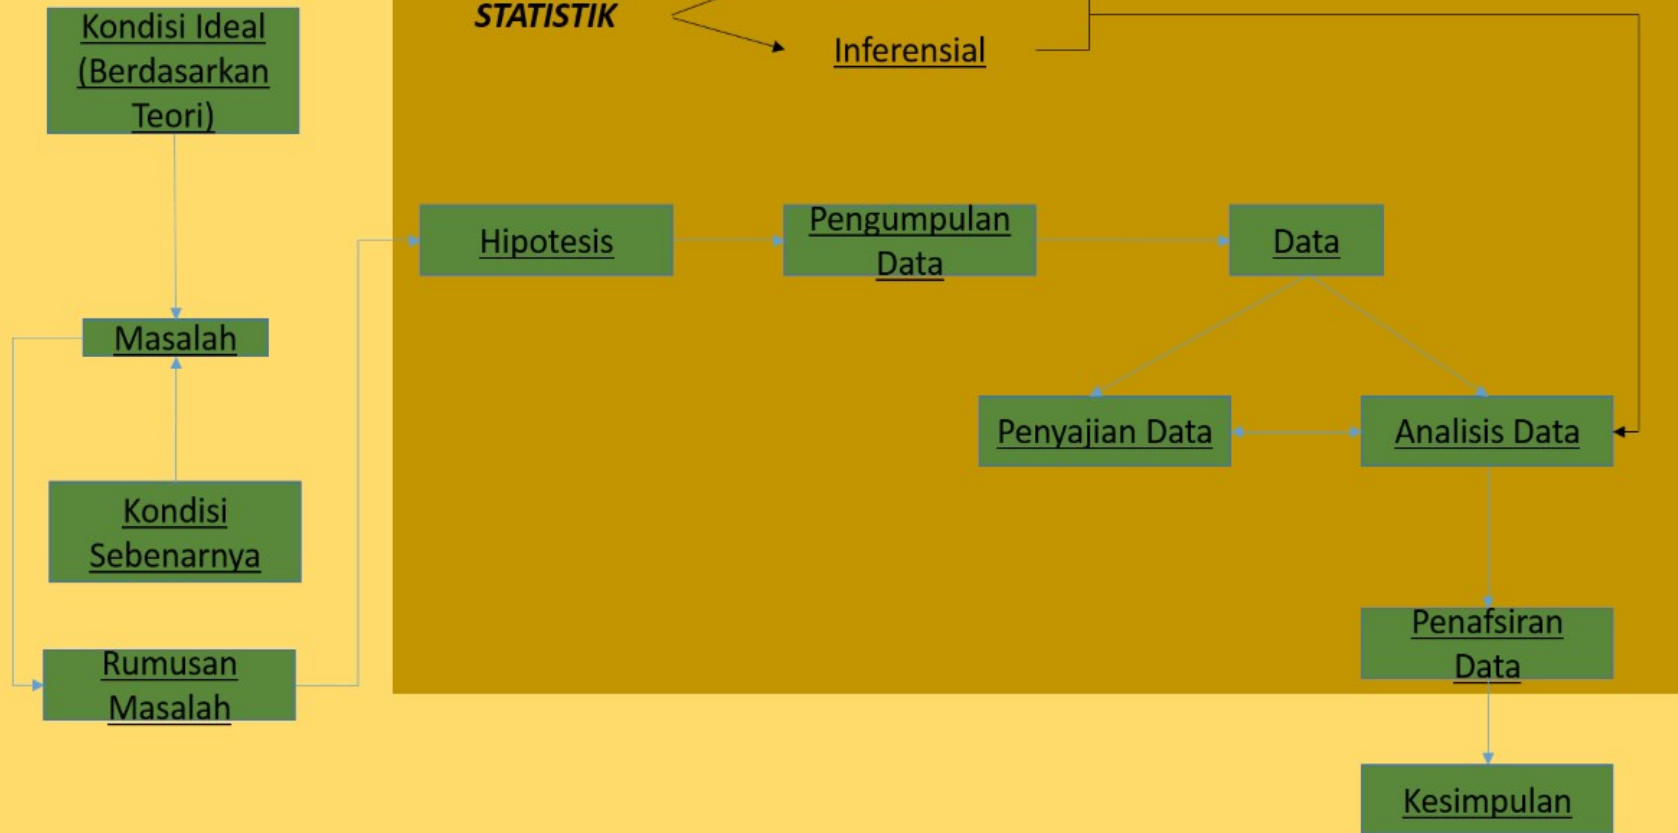 Kondisi Ideal
(Berdasarkan
Teori)
STATISTIK
Inferensial
Hipotesis
Pengumpulan
Data
Data
Masalah
Penyajian Data
Analisis Data
Kondisi
Sebenarnya
Rumusan
Masalah
Penafsiran
Data
Kesimpulan